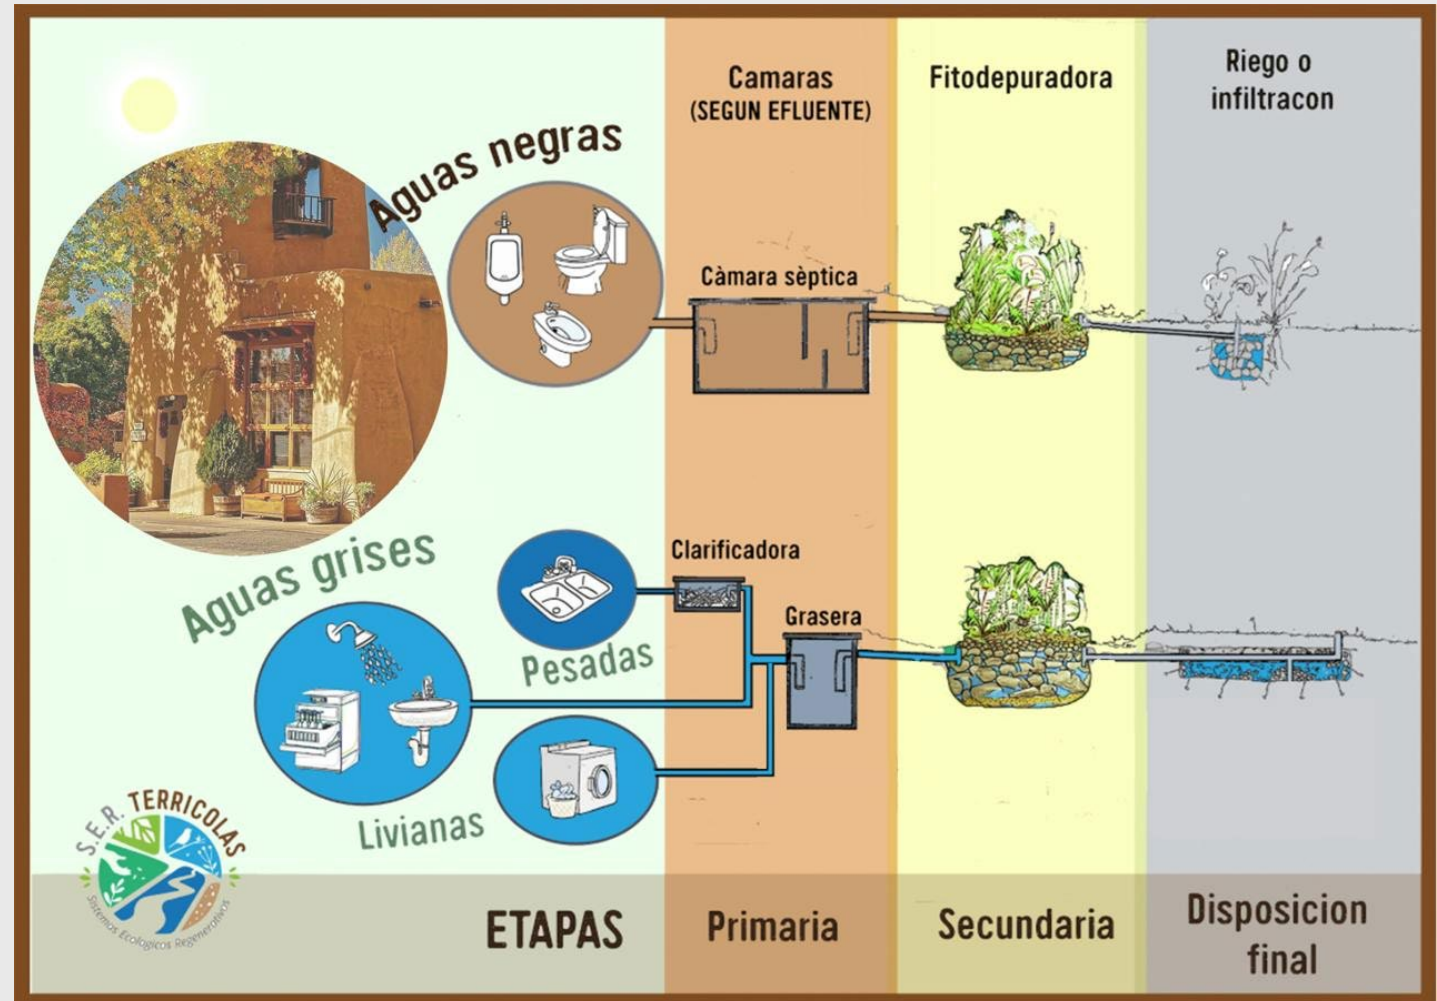 Camaras
(SEGUN EFLUENTE)
Fitodepuradora
Riego o
infiltracon
Aguas negras
Càmara sèptica
Aguas grises
Clarificadora
Grasera
Pesadas
Livianas
S.E.R. TERRICOLAS
Sistemas Ecologicos Regenerativos
ETAPAS
Primaria
Secundaria
Disposicion
final